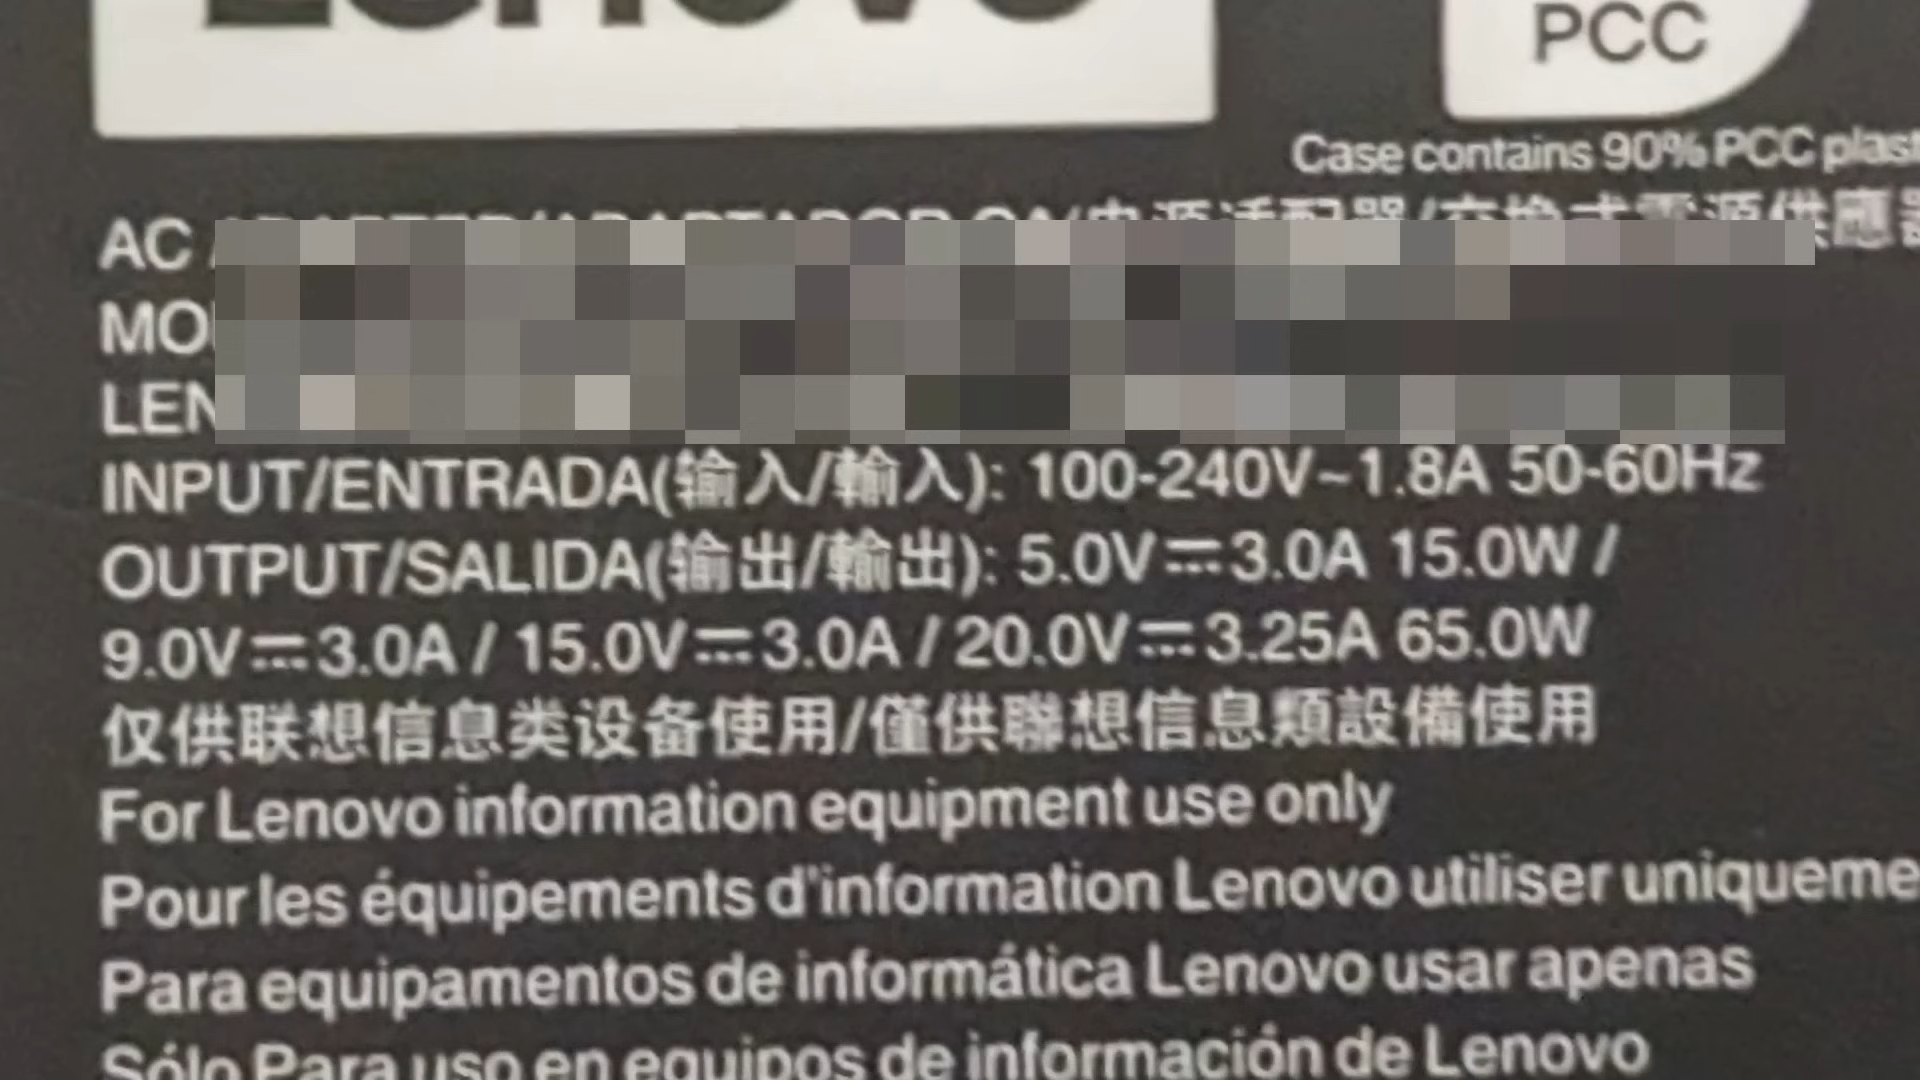 Lenovo
PCC
Case contains 90% PCC
AC
INPUT/ENTRADA(输入/輸入): 100-240V~1.8A 50-60Hz
OUTPUT/SALIDA(输出/輸出): 5.0V⎓3.0A 15.0W /
9.0V⎓3.0A / 15.0V⎓3.0A / 20.0V⎓3.25A 65.0W
仅供联想信息类设备使用/僅供聯想信息類設備使用
For Lenovo information equipment use only
Pour les équipements d'information Lenovo utiliser
Para equipamentos de informática Lenovo usar apenas
Sólo Para uso en equipos de información de Lenovo